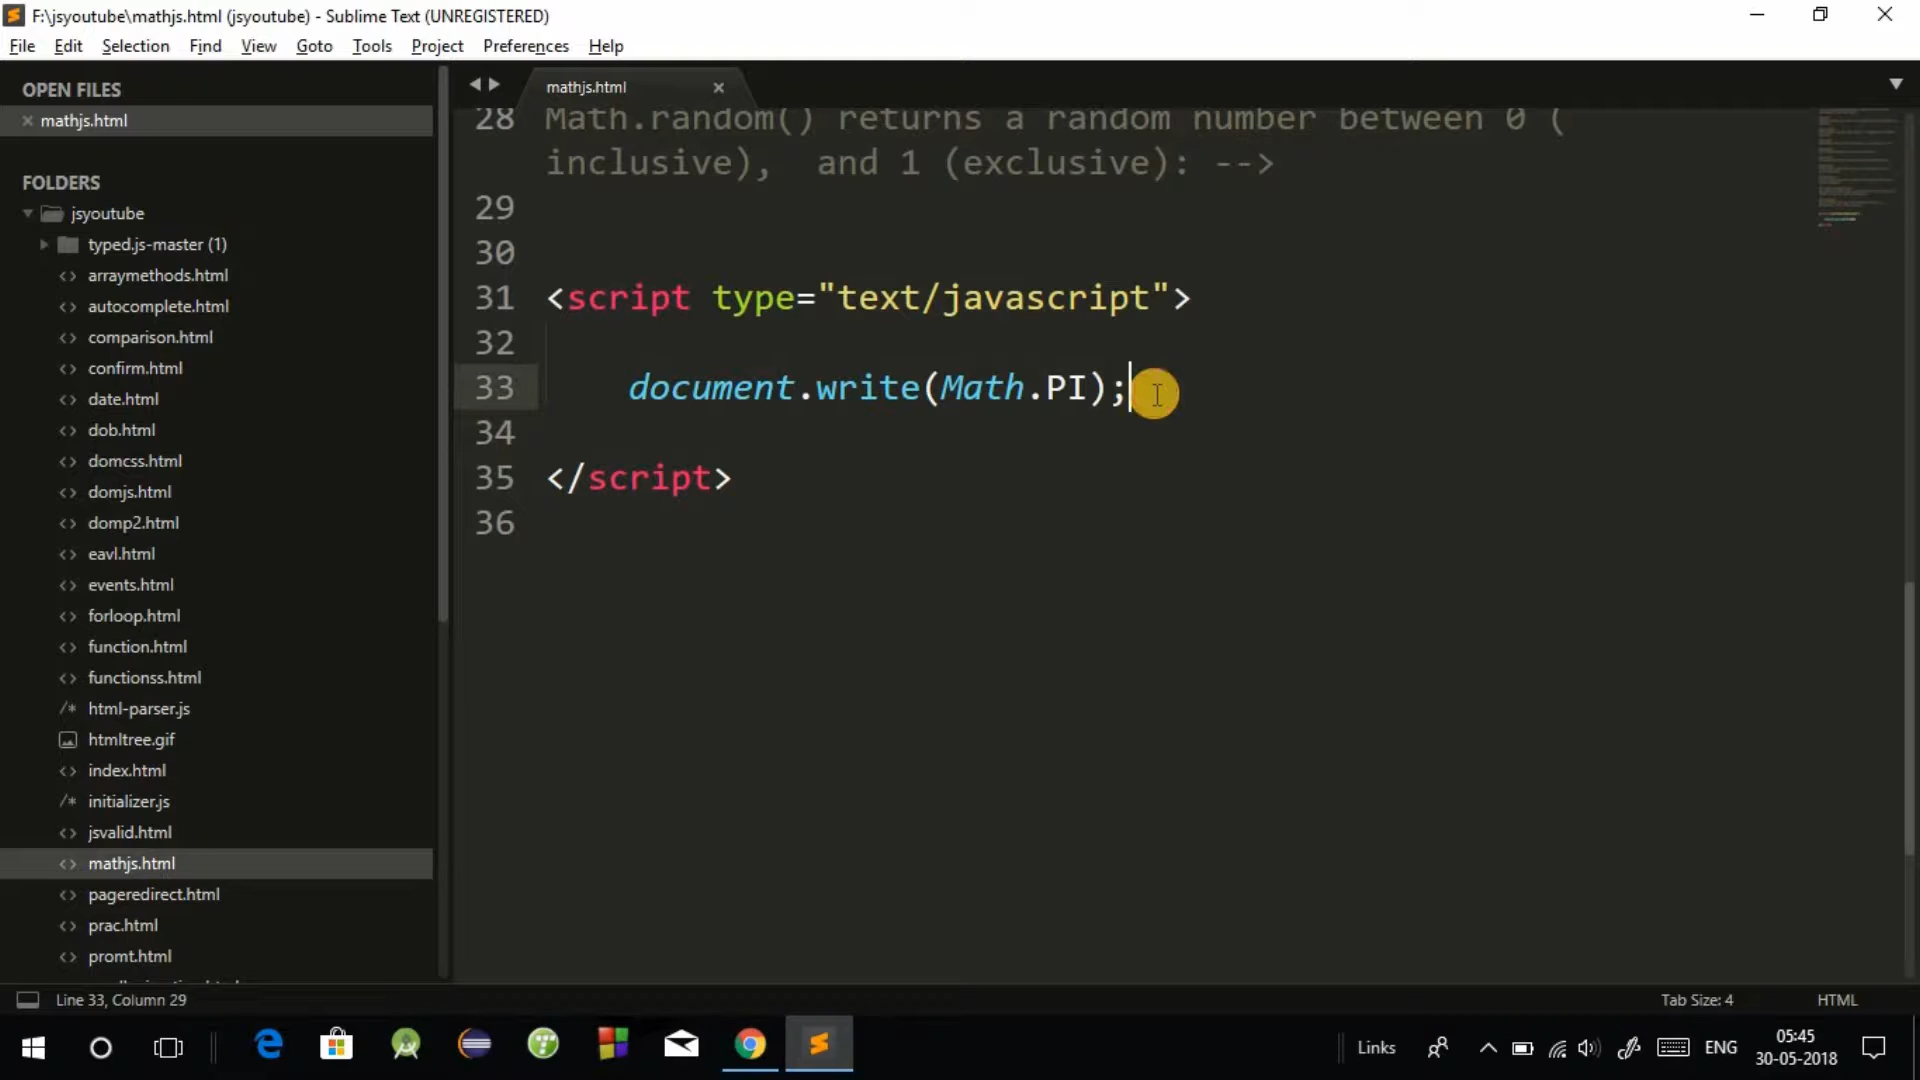 F:\jsyoutube\mathjs.html (jsyoutube) - Sublime Text (UNREGISTERED)
File Edit Selection Find View Goto Tools Project Preferences Help
OPEN FILES
mathjs.html
FOLDERS
jsyoutube
typed.js-master (1)
arraymethods.html
autocomplete.html
comparison.html
confirm.html
date.html
dob.html
domcss.html
domjs.html
domp2.html
eavl.html
events.html
forloop.html
function.html
functionss.html
/* html-parser.js
htmltree.gif
index.html
/* initializer.js
jsvalid.html
mathjs.html
pageredirect.html
prac.html
promt.html
mathjs.html
28 Math.random() returns a random number between 0 (
inclusive),  and 1 (exclusive): -->
29
30
31 <script type="text/javascript">
32
33 document.write(Math.PI);
34
35 </script>
36
Line 33, Column 29 Tab Size: 4 HTML
Links ENG 05:45
30-05-2018